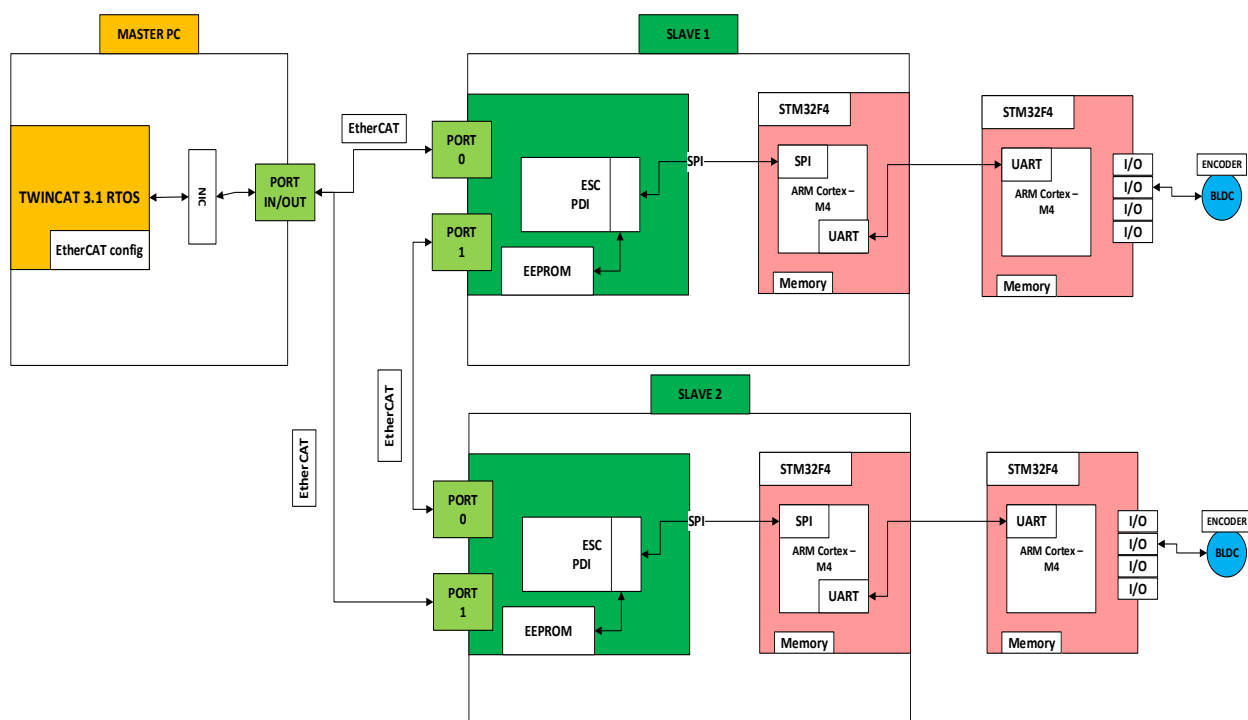 MASTER PC
TWINCAT 3.1 RTOS
EtherCAT config
NIC
PORT
IN/OUT
EtherCAT
EtherCAT
EtherCAT
SLAVE 1
PORT
0
PORT
1
ESC
PDI
EEPROM
SPI
STM32F4
SPI
ARM Cortex –
M4
UART
Memory
STM32F4
UART
ARM Cortex –
M4
Memory
I/O
I/O
I/O
I/O
ENCODER
BLDC
SLAVE 2
PORT
0
PORT
1
ESC
PDI
EEPROM
SPI
STM32F4
SPI
ARM Cortex –
M4
UART
Memory
STM32F4
UART
ARM Cortex –
M4
Memory
I/O
I/O
I/O
I/O
ENCODER
BLDC